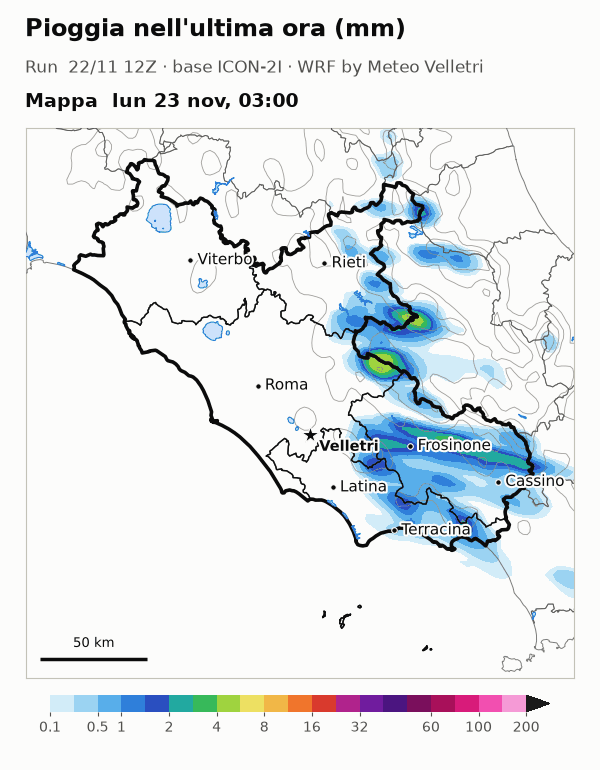 Pioggia nell'ultima ora (mm)
Run  22/11 12Z · base ICON-2I · WRF by Meteo Velletri
Mappa  lun 23 nov, 03:00
Viterbo
Rieti
Roma
Velletri
Frosinone
Latina
Cassino
Terracina
50 km
0.1 0.5 1 2 4 8 16 32 60 100 200